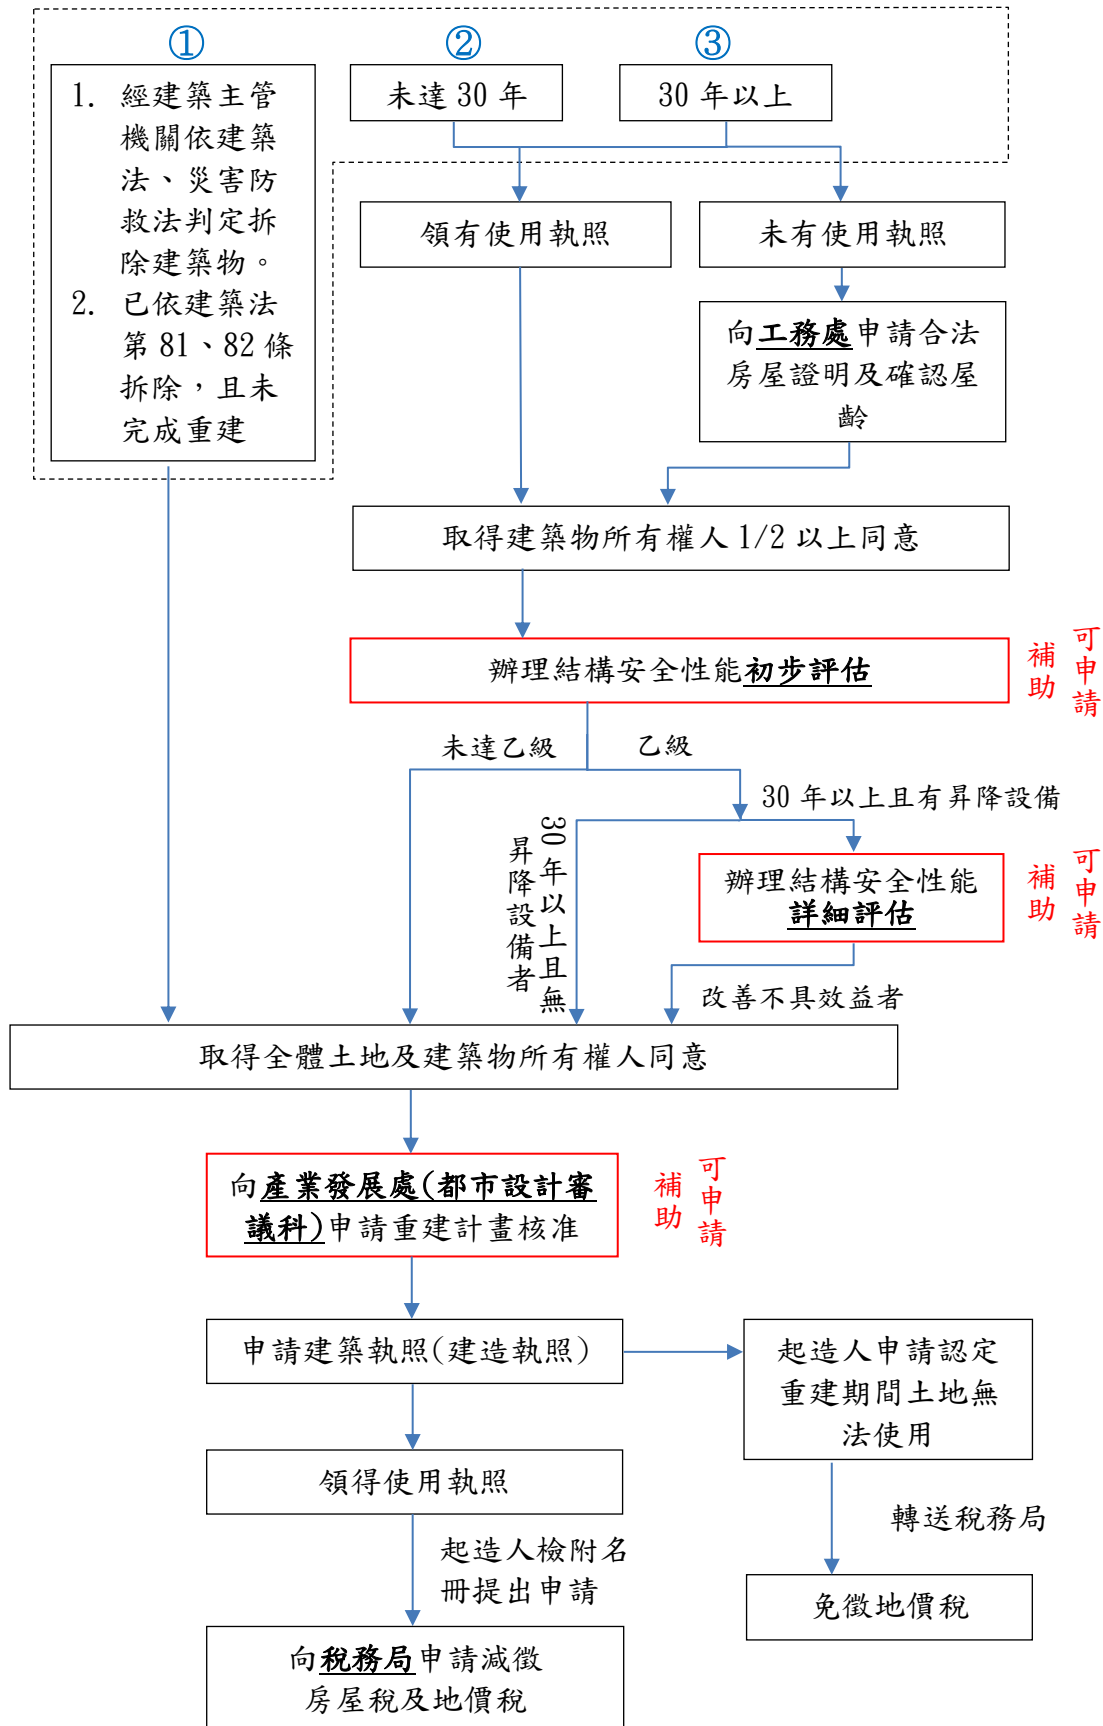 ①
1. 經建築主管
機關依建築
法、災害防
救法判定拆
除建築物。
2. 已依建築法
第 81、82 條
拆除，且未
完成重建
②
未達 30 年
③
30 年以上
領有使用執照
未有使用執照
向工務處申請合法
房屋證明及確認屋
齡
取得建築物所有權人 1/2 以上同意
辦理結構安全性能初步評估
可申請
補助
未達乙級
乙級
30 年以上且有昇降設備
30 年以上且無
昇降設備者
辦理結構安全性能
詳細評估
可申請
補助
改善不具效益者
取得全體土地及建築物所有權人同意
向產業發展處(都市設計審
議科)申請重建計畫核准
可申請
補助
申請建築執照(建造執照)
起造人申請認定
重建期間土地無
法使用
領得使用執照
轉送稅務局
起造人檢附名
冊提出申請
免徵地價稅
向稅務局申請減徵
房屋稅及地價稅